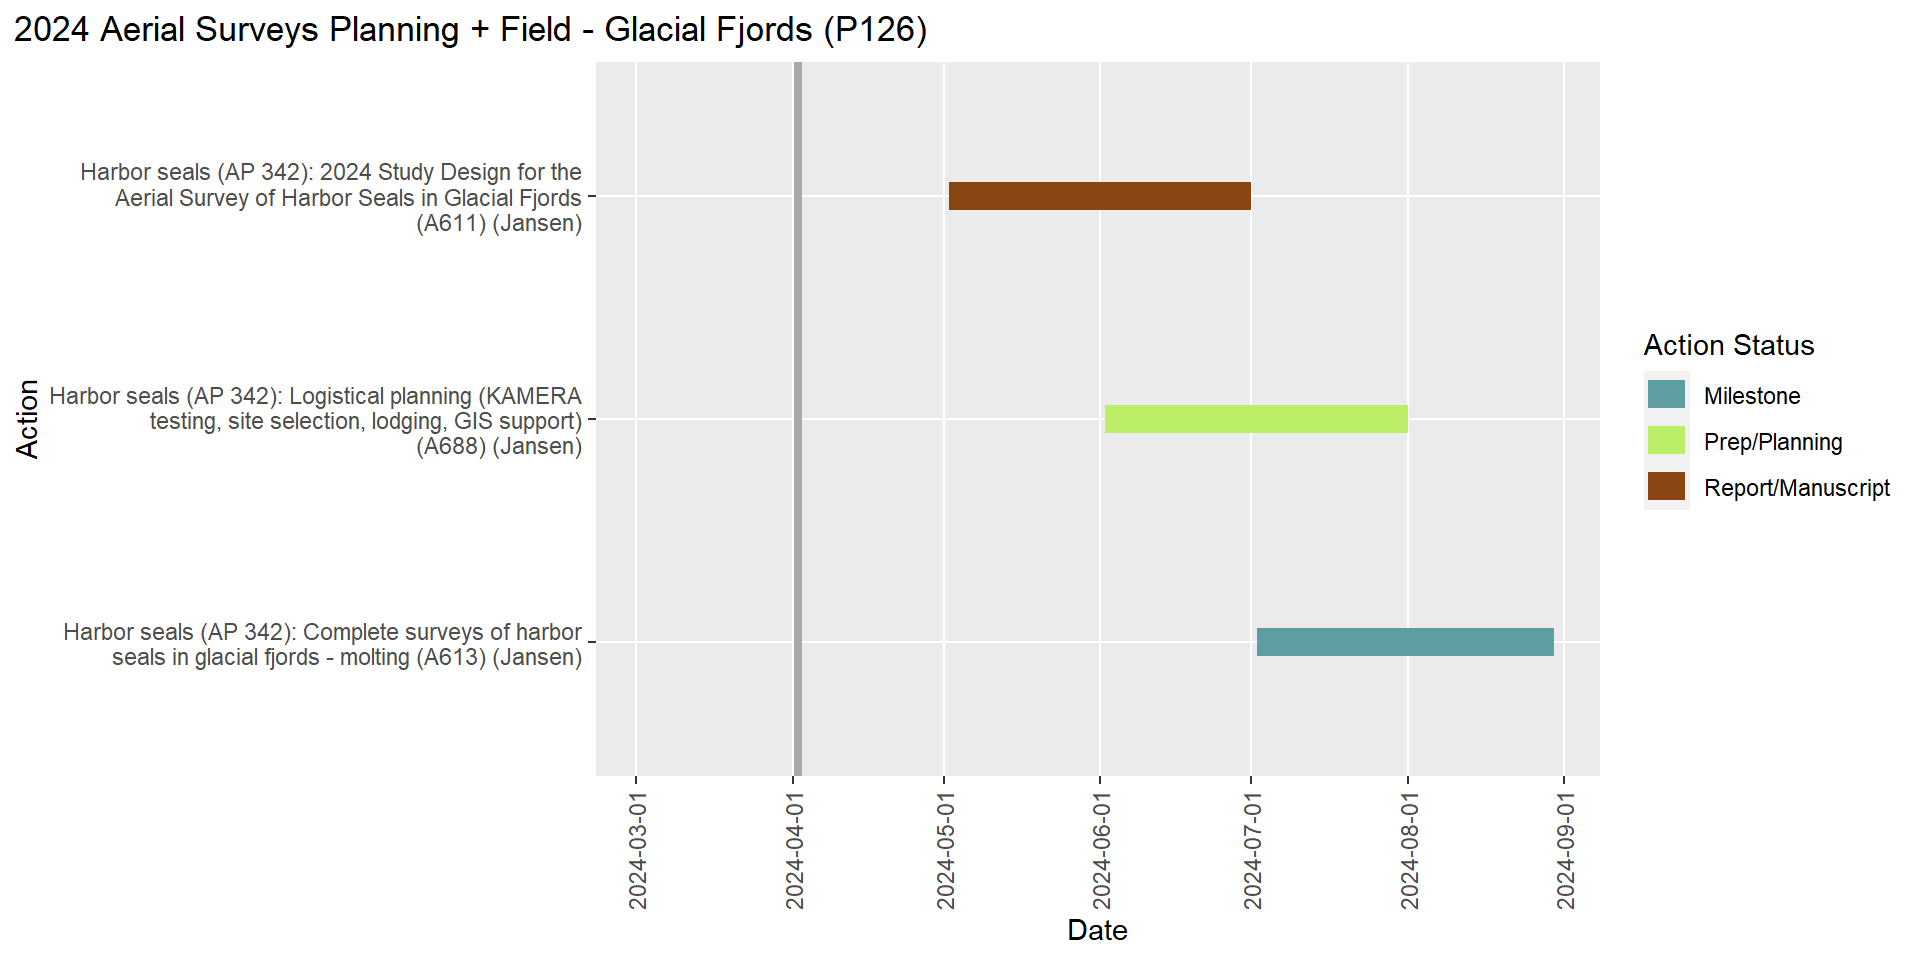 2024 Aerial Surveys Planning + Field - Glacial Fjords (P126)
Harbor seals (AP 342): 2024 Study Design for the
Aerial Survey of Harbor Seals in Glacial Fjords
(A611) (Jansen)
Harbor seals (AP 342): Logistical planning (KAMERA
testing, site selection, lodging, GIS support)
(A688) (Jansen)
Harbor seals (AP 342): Complete surveys of harbor
seals in glacial fjords - molting (A613) (Jansen)
Action
2024-03-01
2024-04-01
2024-05-01
2024-06-01
2024-07-01
2024-08-01
2024-09-01
Date
Action Status
Milestone
Prep/Planning
Report/Manuscript